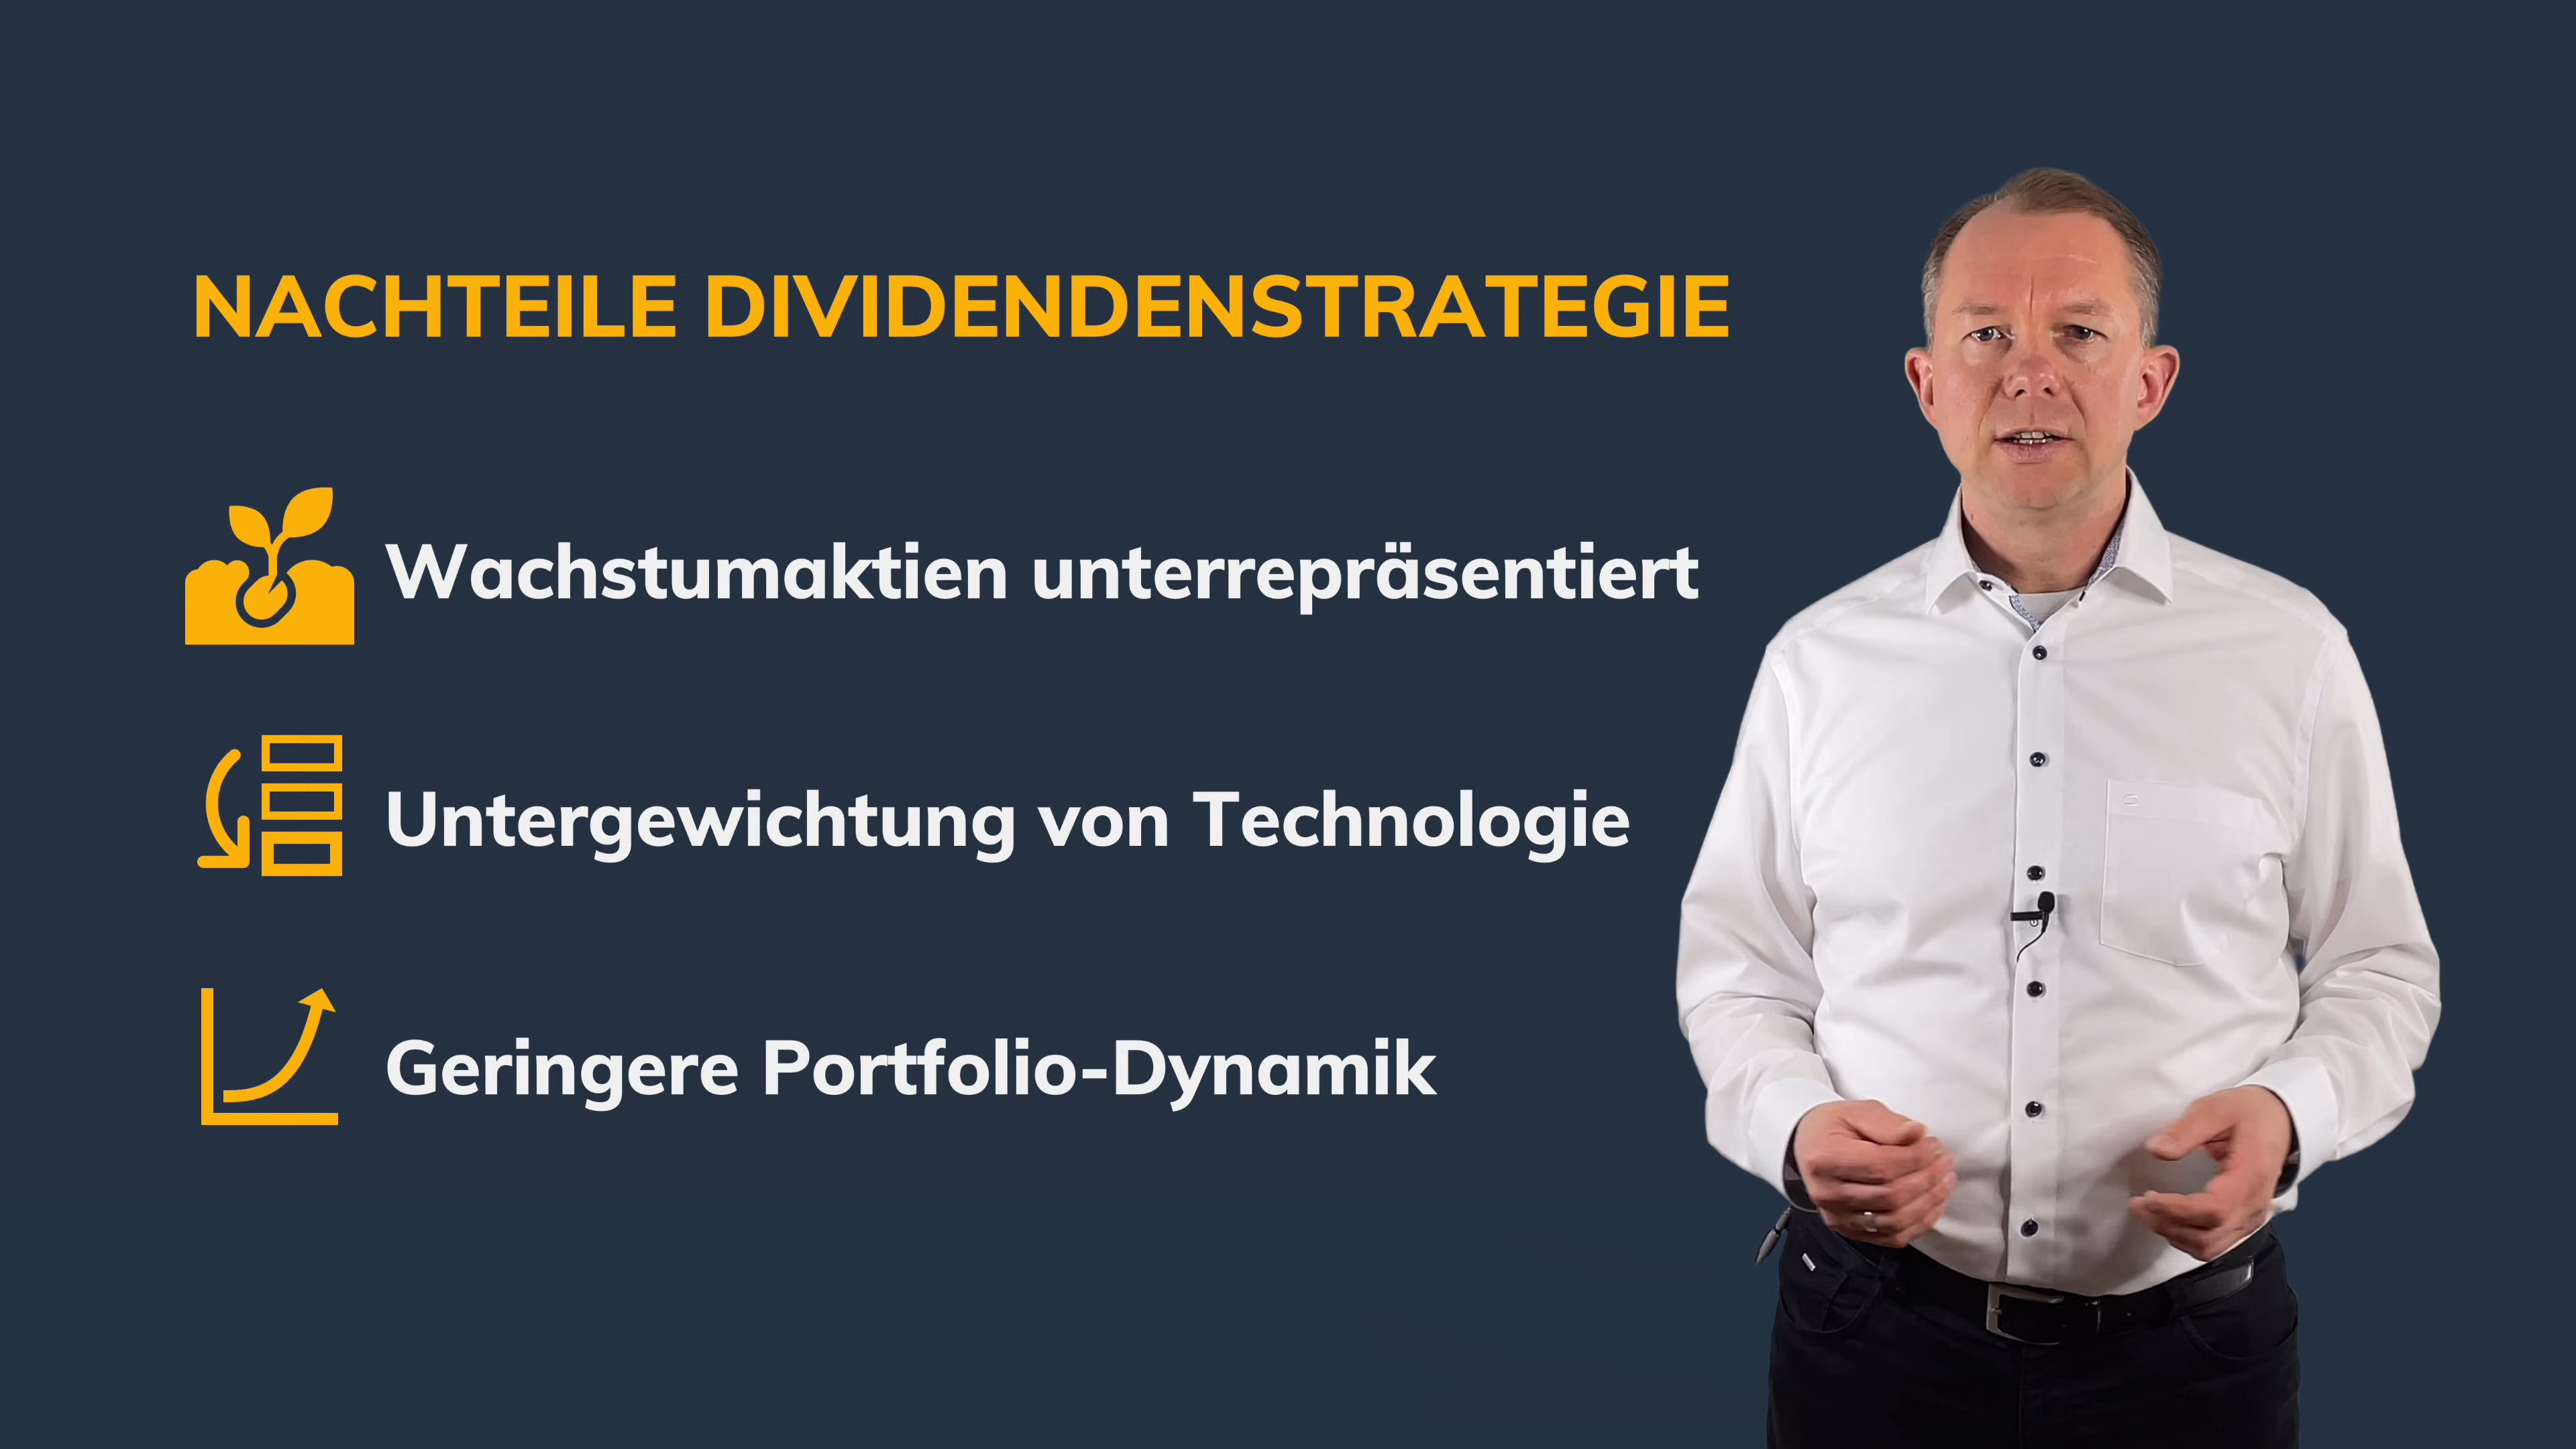 NACHTEILE DIVIDENDENSTRATEGIE
Wachstumaktien unterrepräsentiert
Untergewichtung von Technologie
Geringere Portfolio-Dynamik